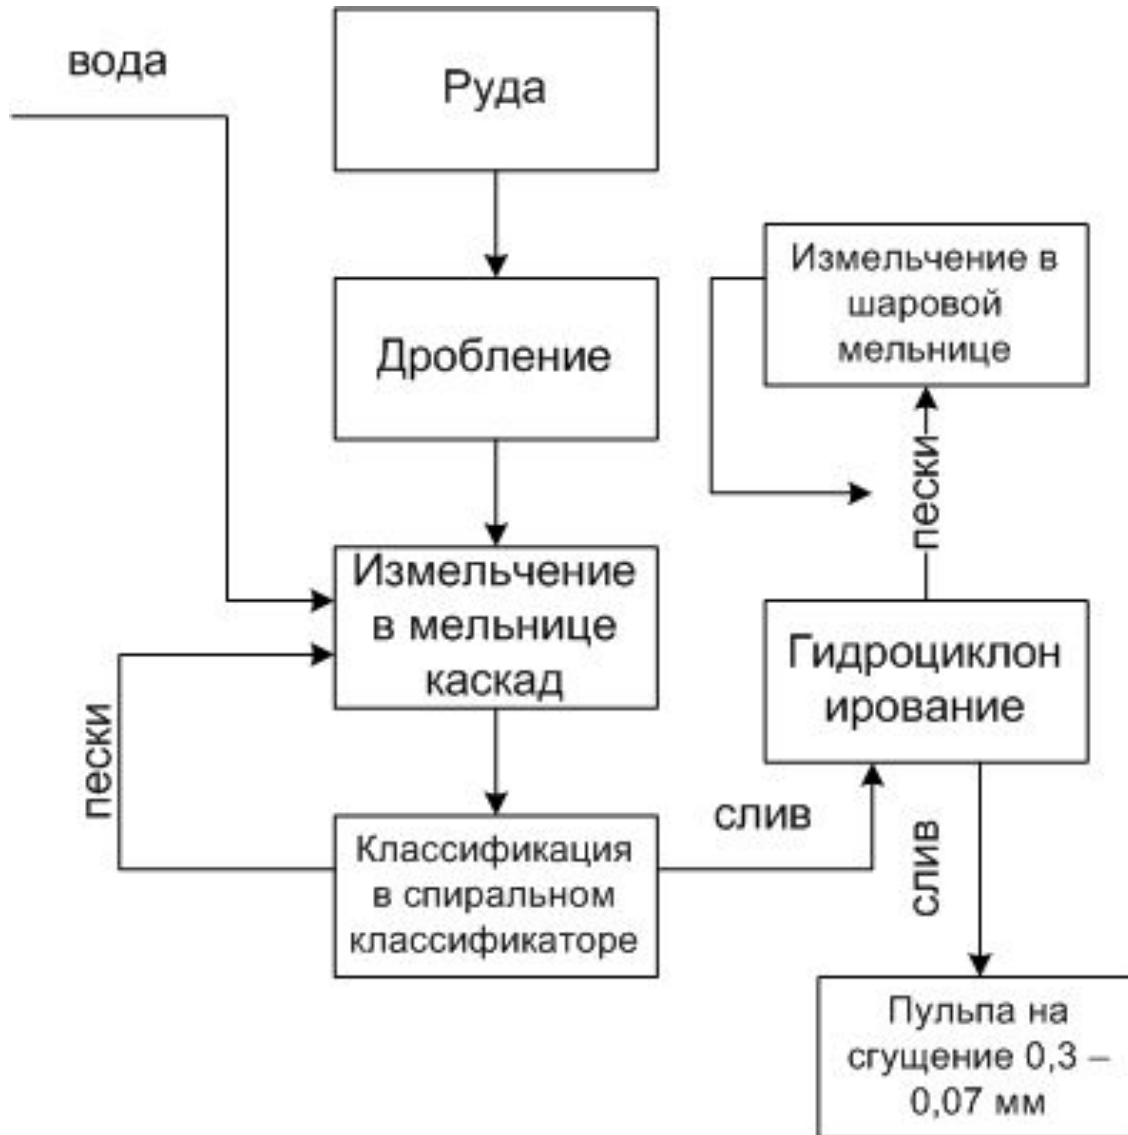 вода
Руда
Дробление
Измельчение
в мельнице
каскад
пески
Классификация
в спиральном
классификаторе
слив
Измельчение в
шаровой
мельнице
пески
Гидроциклон
ирование
слив
Пульпа на
сгущение 0,3 –
0,07 мм